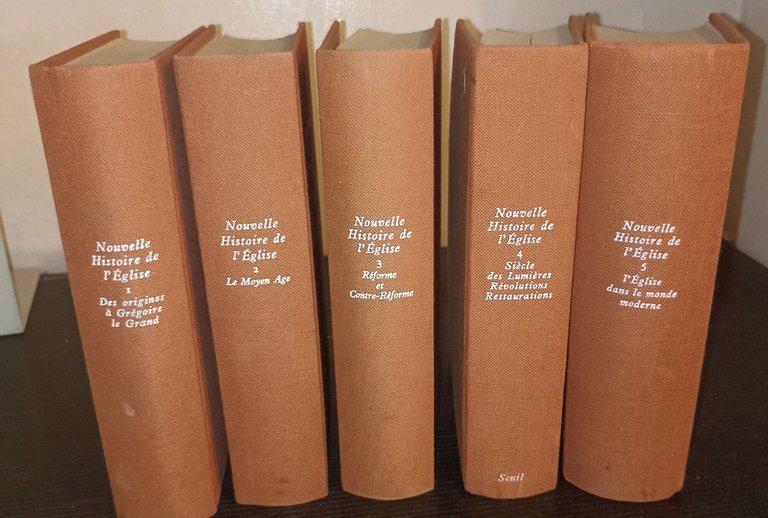 Nouvelle
Histoire de
l'Église
1
Des origines
à Grégoire
le Grand
Nouvelle
Histoire de
l'Église
2
Le Moyen Age
Nouvelle
Histoire de
l'Église
3
Réforme
et
Contre-Réforme
Nouvelle
Histoire de
l'Église
4
Siècle
des Lumières
Révolutions
Restaurations
Seuil
Nouvelle
Histoire de
l'Église
5
l'Église
dans le monde
moderne